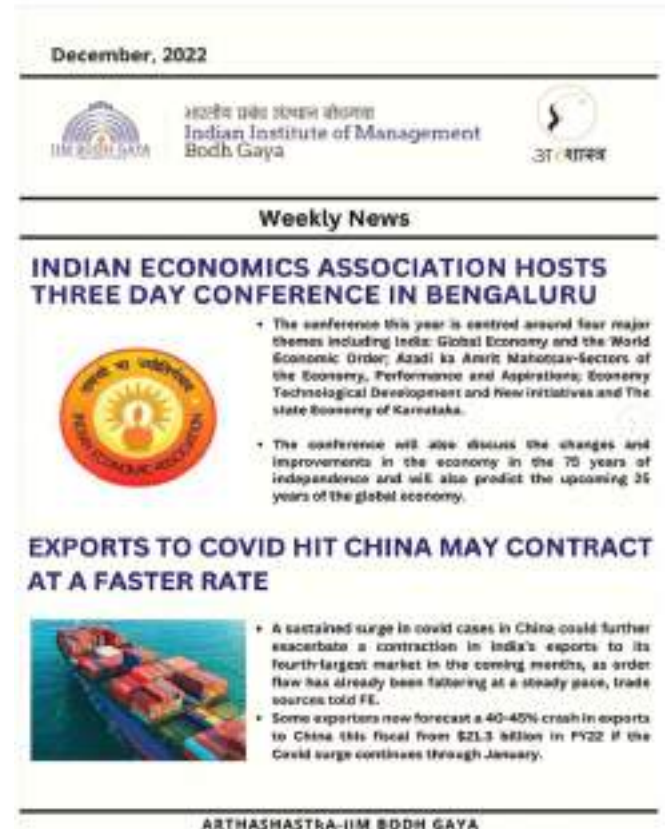 December, 2022
भारतीय प्रबंध संस्थान बोधगया
Indian Institute of Management
Bodh Gaya
IIM BODH GAYA
अर्थशास्त्र
Weekly News
INDIAN ECONOMICS ASSOCIATION HOSTS
THREE DAY CONFERENCE IN BENGALURU
• The conference this year is centred around four major
themes including India: Global Economy and the World
Economic Order; Azadi ka Amrit Mahotsav-Sectors of
the Economy, Performance and Aspirations; Economy
Technological Development and New initiatives and The
state Economy of Karnataka.
तमसो मा ज्योतिर्गमय
INDIAN ECONOMIC ASSOCIATION
• The conference will also discuss the changes and
improvements in the economy in the 75 years of
independence and will also predict the upcoming 25
years of the global economy.
EXPORTS TO COVID HIT CHINA MAY CONTRACT
AT A FASTER RATE
• A sustained surge in covid cases in China could further
exacerbate a contraction in India's exports to its
fourth-largest market in the coming months, as order
flow has already been faltering at a steady pace, trade
sources told FE.
• Some exporters now forecast a 40-45% crash in exports
to China this fiscal from $21.3 billion in FY22 if the
Covid surge continues through January.
ARTHASHASTRA-IIM BODH GAYA